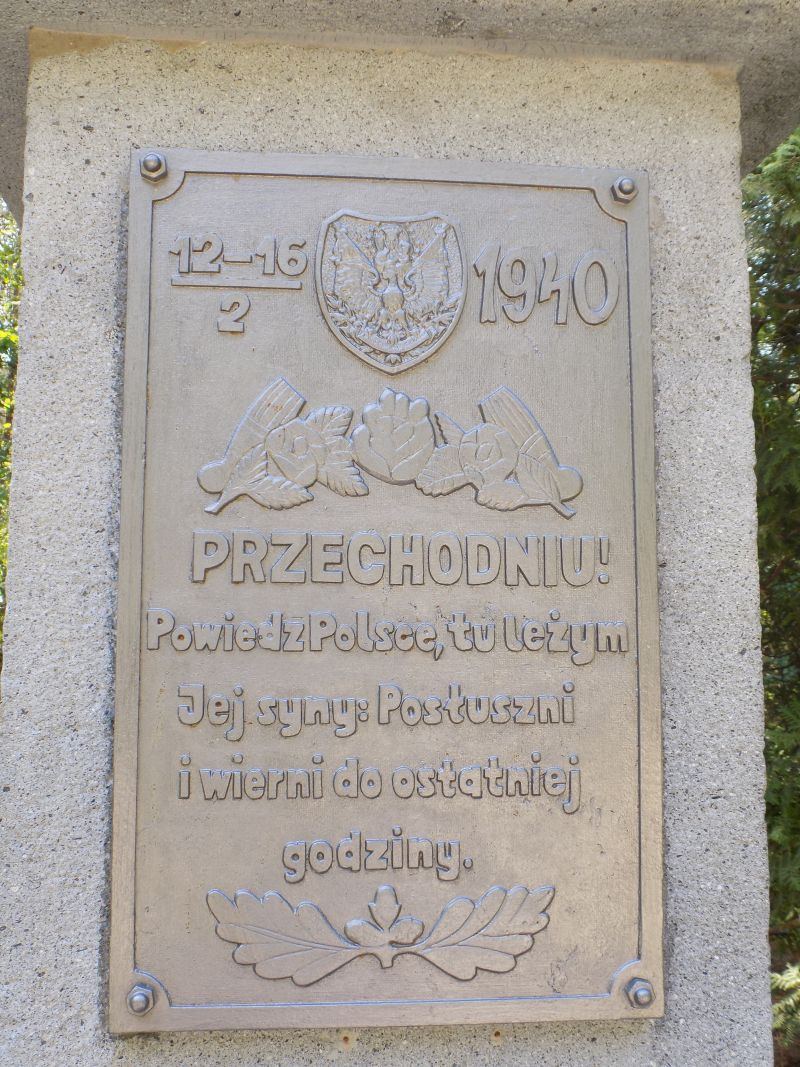 12–16 1940
2
PRZECHODNIU!
Powiedz Polsce, tu leżym
Jej syny: Posłuszni
i wierni do ostatniej
godziny.